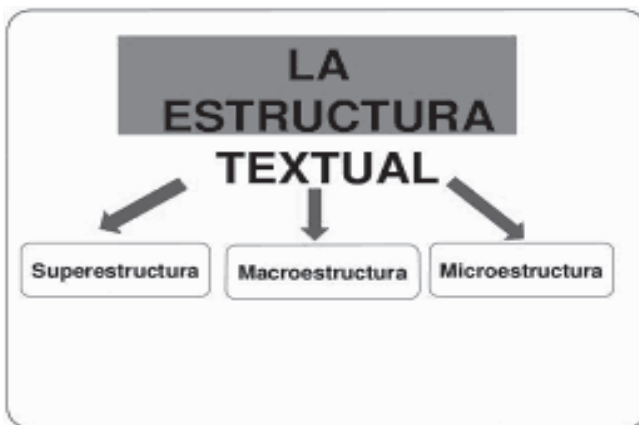 LA
ESTRUCTURA
TEXTUAL
Superestructura
Macroestructura
Microestructura